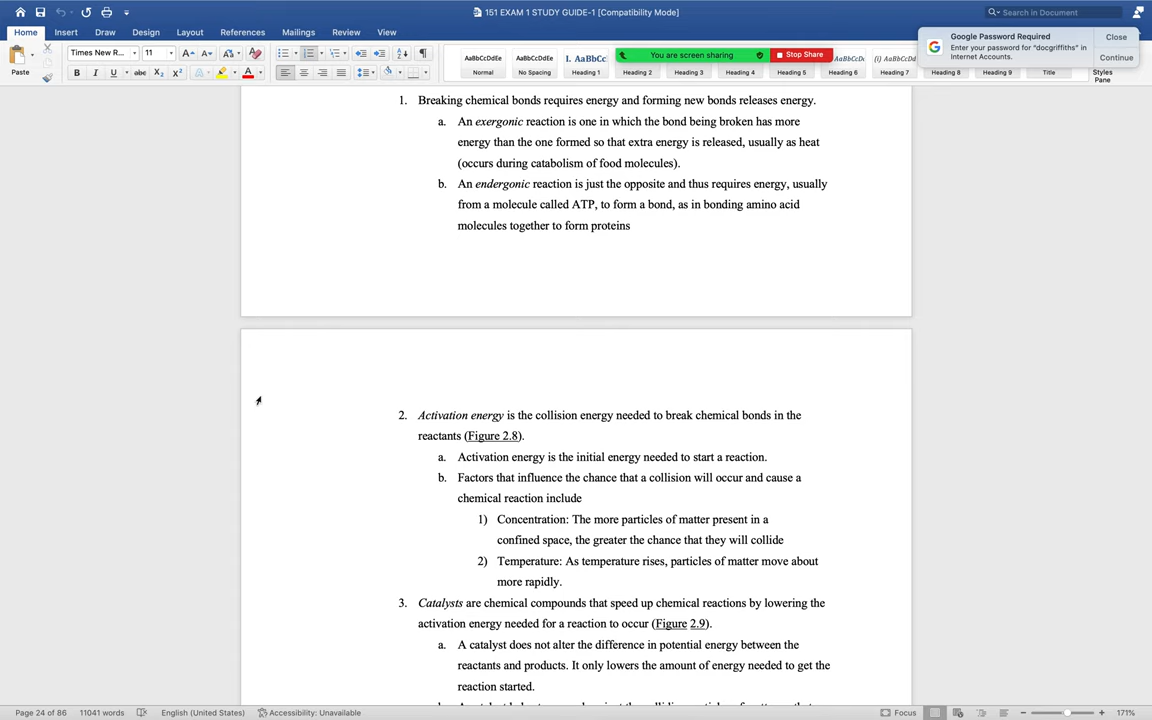 151 EXAM 1 STUDY GUIDE-1 [Compatibility Mode]
Search in Document
Home Insert Draw Design Layout References Mailings Review View
Google Password Required
Enter your password for "docgriffiths" in
Internet Accounts.
Close
Continue
Paste
Times New R... 11
AaBbCcDdEe Normal
AaBbCcDdEe No Spacing
I. AaBbCc Heading 1
Heading 2
Heading 3
Heading 4
Heading 5
Heading 6
(i) AaBbCcDd Heading 7
Heading 8
Heading 9
Title
Styles
Pane
You are screen sharing
Stop Share
1. Breaking chemical bonds requires energy and forming new bonds releases energy.
a. An exergonic reaction is one in which the bond being broken has more
energy than the one formed so that extra energy is released, usually as heat
(occurs during catabolism of food molecules).
b. An endergonic reaction is just the opposite and thus requires energy, usually
from a molecule called ATP, to form a bond, as in bonding amino acid
molecules together to form proteins
2. Activation energy is the collision energy needed to break chemical bonds in the
reactants (Figure 2.8).
a. Activation energy is the initial energy needed to start a reaction.
b. Factors that influence the chance that a collision will occur and cause a
chemical reaction include
1) Concentration: The more particles of matter present in a
confined space, the greater the chance that they will collide
2) Temperature: As temperature rises, particles of matter move about
more rapidly.
3. Catalysts are chemical compounds that speed up chemical reactions by lowering the
activation energy needed for a reaction to occur (Figure 2.9).
a. A catalyst does not alter the difference in potential energy between the
reactants and products. It only lowers the amount of energy needed to get the
reaction started.
Page 24 of 86 11041 words English (United States) Accessibility: Unavailable
Focus
171%